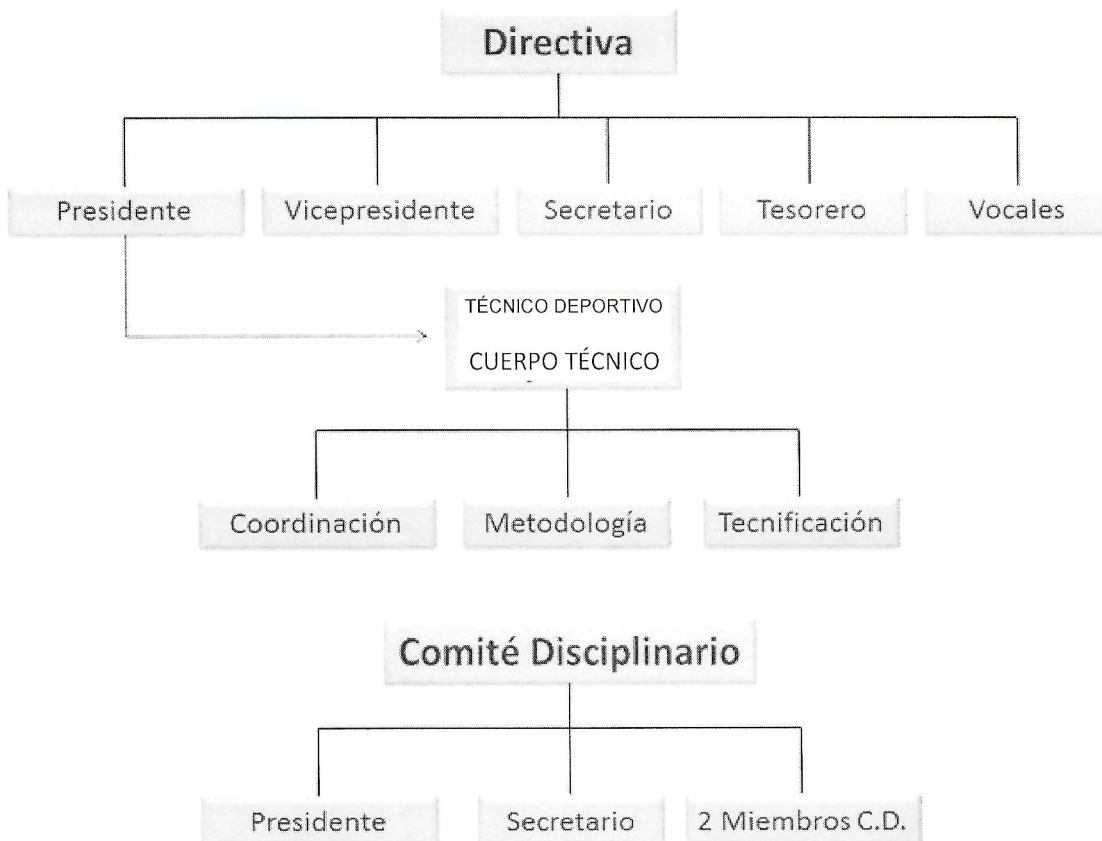 Directiva
Presidente
Vicepresidente
Secretario
Tesorero
Vocales
TÉCNICO DEPORTIVO
CUERPO TÉCNICO
Coordinación
Metodología
Tecnificación
Comité Disciplinario
Presidente
Secretario
2 Miembros C.D.